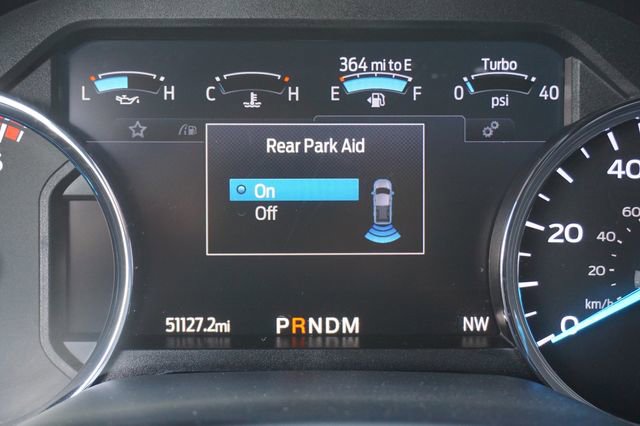 364 mi to E Turbo
L H C H E F 0 40
psi
Rear Park Aid
On
Off
40
20
0
60
40
20
km/h
51127.2mi PRNDM NW